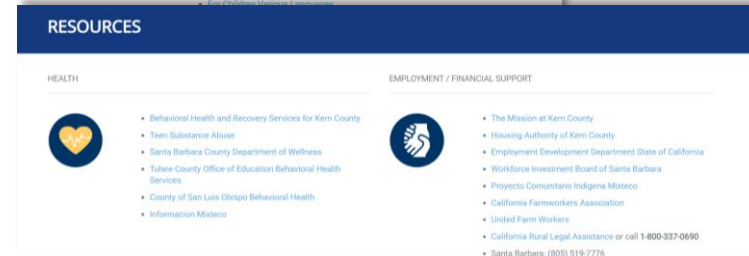 For Children Various Languages
RESOURCES
HEALTH
Behavioral Health and Recovery Services for Kern County
Teen Substance Abuse
Santa Barbara County Department of Wellness
Tulare County Office of Education Behavioral Health
Services
County of San Luis Obispo Behavioral Health
Informacion Mixteco
EMPLOYMENT / FINANCIAL SUPPORT
The Mission at Kern County
Housing Authority of Kern County
Employment Development Department State of California
Workforce Investment Board of Santa Barbara
Proyecto Comunitario Indigena Mixteco
California Farmworkers Association
United Farm Workers
California Rural Legal Assistance or call 1-800-337-0690
Santa Barbara: (805) 519-7776